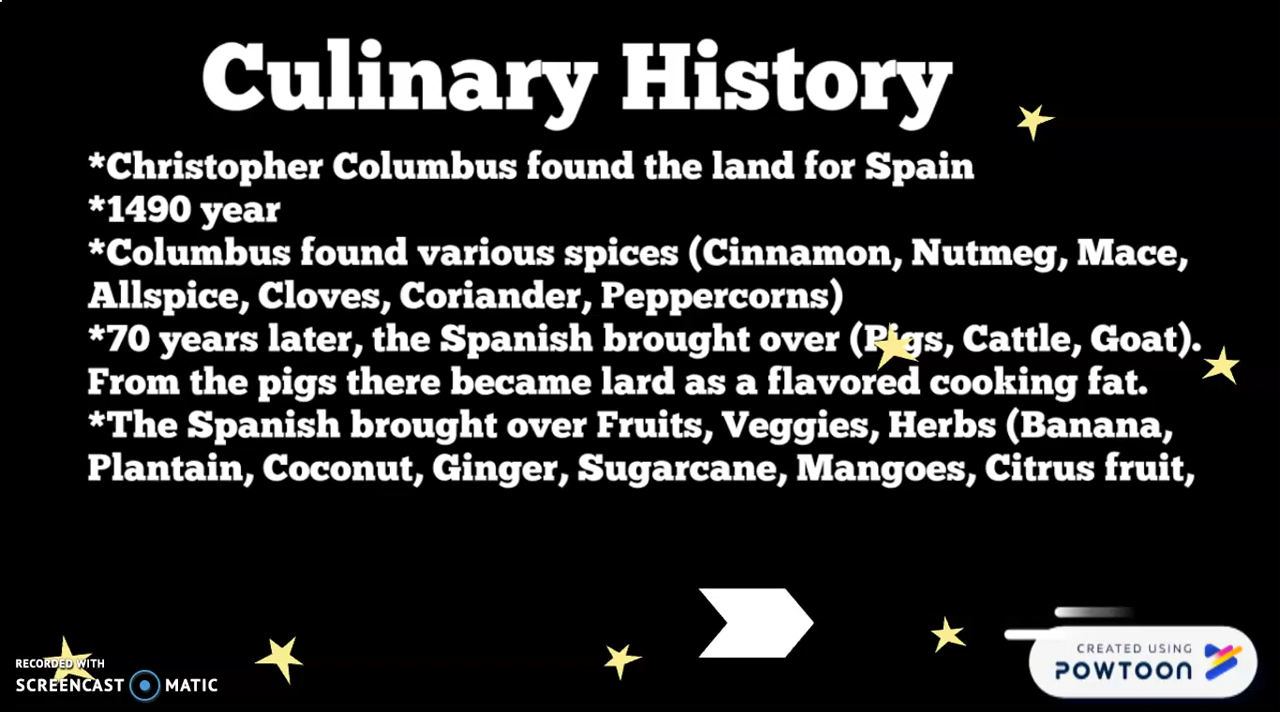 Culinary History
*Christopher Columbus found the land for Spain
*1490 year
*Columbus found various spices (Cinnamon, Nutmeg, Mace,
Allspice, Cloves, Coriander, Peppercorns)
*70 years later, the Spanish brought over (Pigs, Cattle, Goat).
From the pigs there became lard as a flavored cooking fat.
*The Spanish brought over Fruits, Veggies, Herbs (Banana,
Plantain, Coconut, Ginger, Sugarcane, Mangoes, Citrus fruit,
RECORDED WITH
SCREENCAST MATIC
CREATED USING
POWTOON